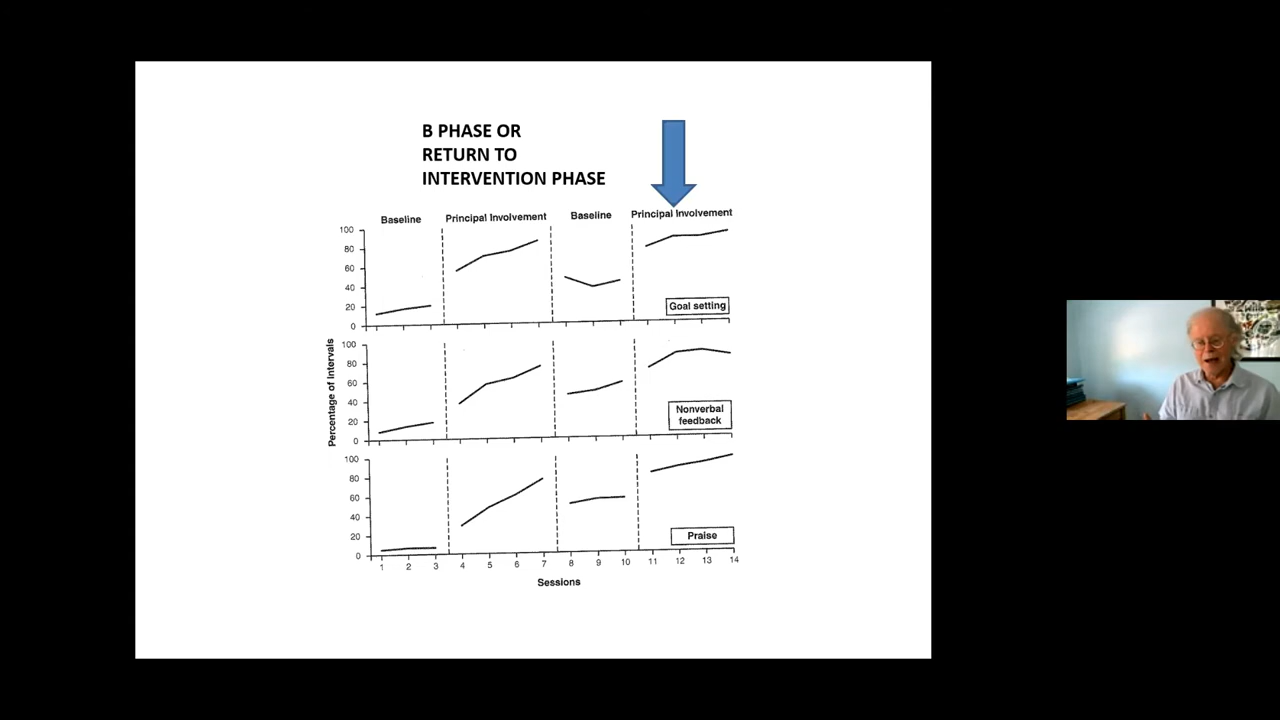 B PHASE OR
RETURN TO
INTERVENTION PHASE
Baseline
Principal Involvement
Baseline
Principal Involvement
100
80
60
40
20
0
Goal setting
Percentage of Intervals
100
80
60
40
20
0
Nonverbal
feedback
100
80
60
40
20
0
Praise
1 2 3 4 5 6 7 8 9 10 11 12 13 14
Sessions